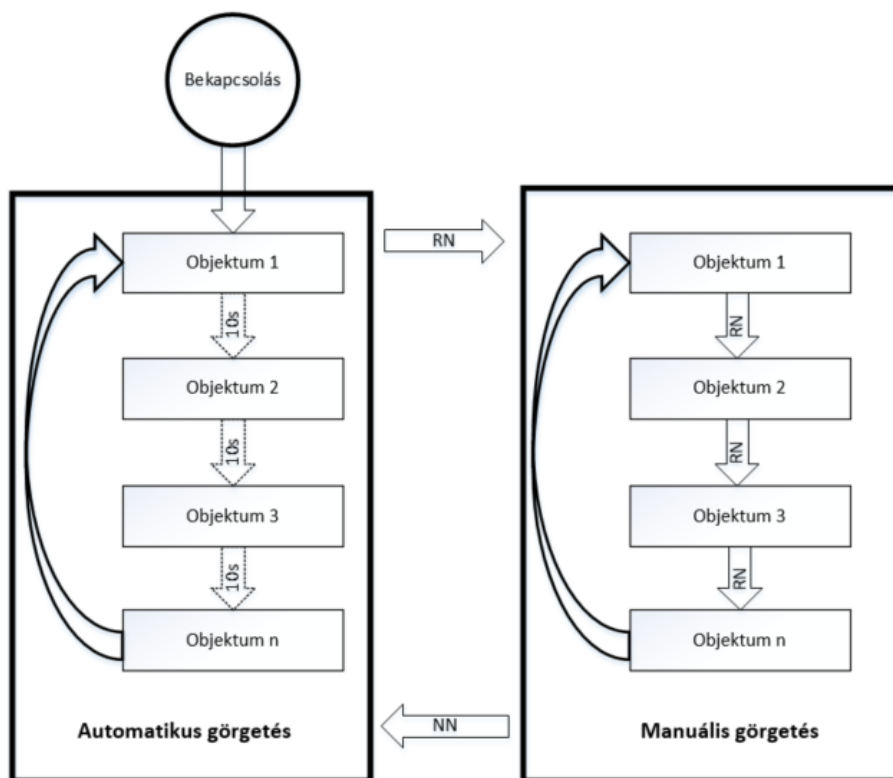 Bekapcsolás
Objektum 1
10s
Objektum 2
10s
Objektum 3
10s
Objektum n
Automatikus görgetés
RN
NN
Objektum 1
RN
Objektum 2
RN
Objektum 3
RN
Objektum n
Manuális görgetés